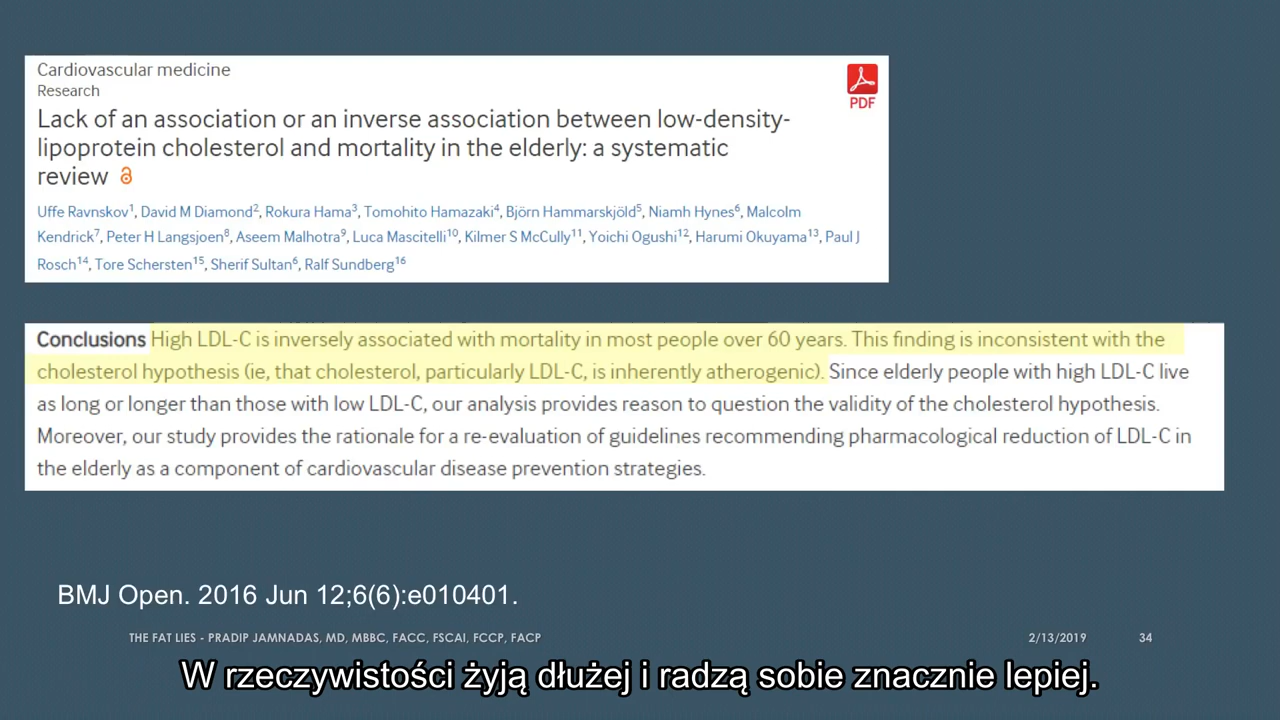 Cardiovascular medicine
Research
PDF
Lack of an association or an inverse association between low-density-
lipoprotein cholesterol and mortality in the elderly: a systematic
review
Uffe Ravnskov1, David M Diamond2, Rokura Hama3, Tomohito Hamazaki4, Björn Hammarskjöld5, Niamh Hynes6, Malcolm
Kendrick7, Peter H Langsjoen8, Aseem Malhotra9, Luca Mascitelli10, Kilmer S McCully11, Yoichi Ogushi12, Harumi Okuyama13, Paul J
Rosch14, Tore Schersten15, Sherif Sultan6, Ralf Sundberg16
Conclusions High LDL-C is inversely associated with mortality in most people over 60 years. This finding is inconsistent with the
cholesterol hypothesis (ie, that cholesterol, particularly LDL-C, is inherently atherogenic). Since elderly people with high LDL-C live
as long or longer than those with low LDL-C, our analysis provides reason to question the validity of the cholesterol hypothesis.
Moreover, our study provides the rationale for a re-evaluation of guidelines recommending pharmacological reduction of LDL-C in
the elderly as a component of cardiovascular disease prevention strategies.
BMJ Open. 2016 Jun 12;6(6):e010401.
THE FAT LIES - PRADIP JAMNADAS, MD, MBBC, FACC, FSCAI, FCCP, FACP
2/13/2019
34
W rzeczywistości żyją dłużej i radzą sobie znacznie lepiej.